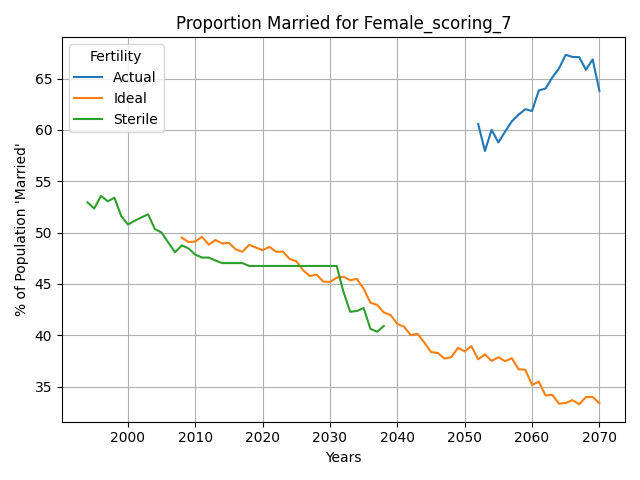 Proportion Married for Female_scoring_7
Fertility
Actual
Ideal
Sterile
% of Population 'Married'
65
60
55
50
45
40
35
2000 2010 2020 2030 2040 2050 2060 2070
Years